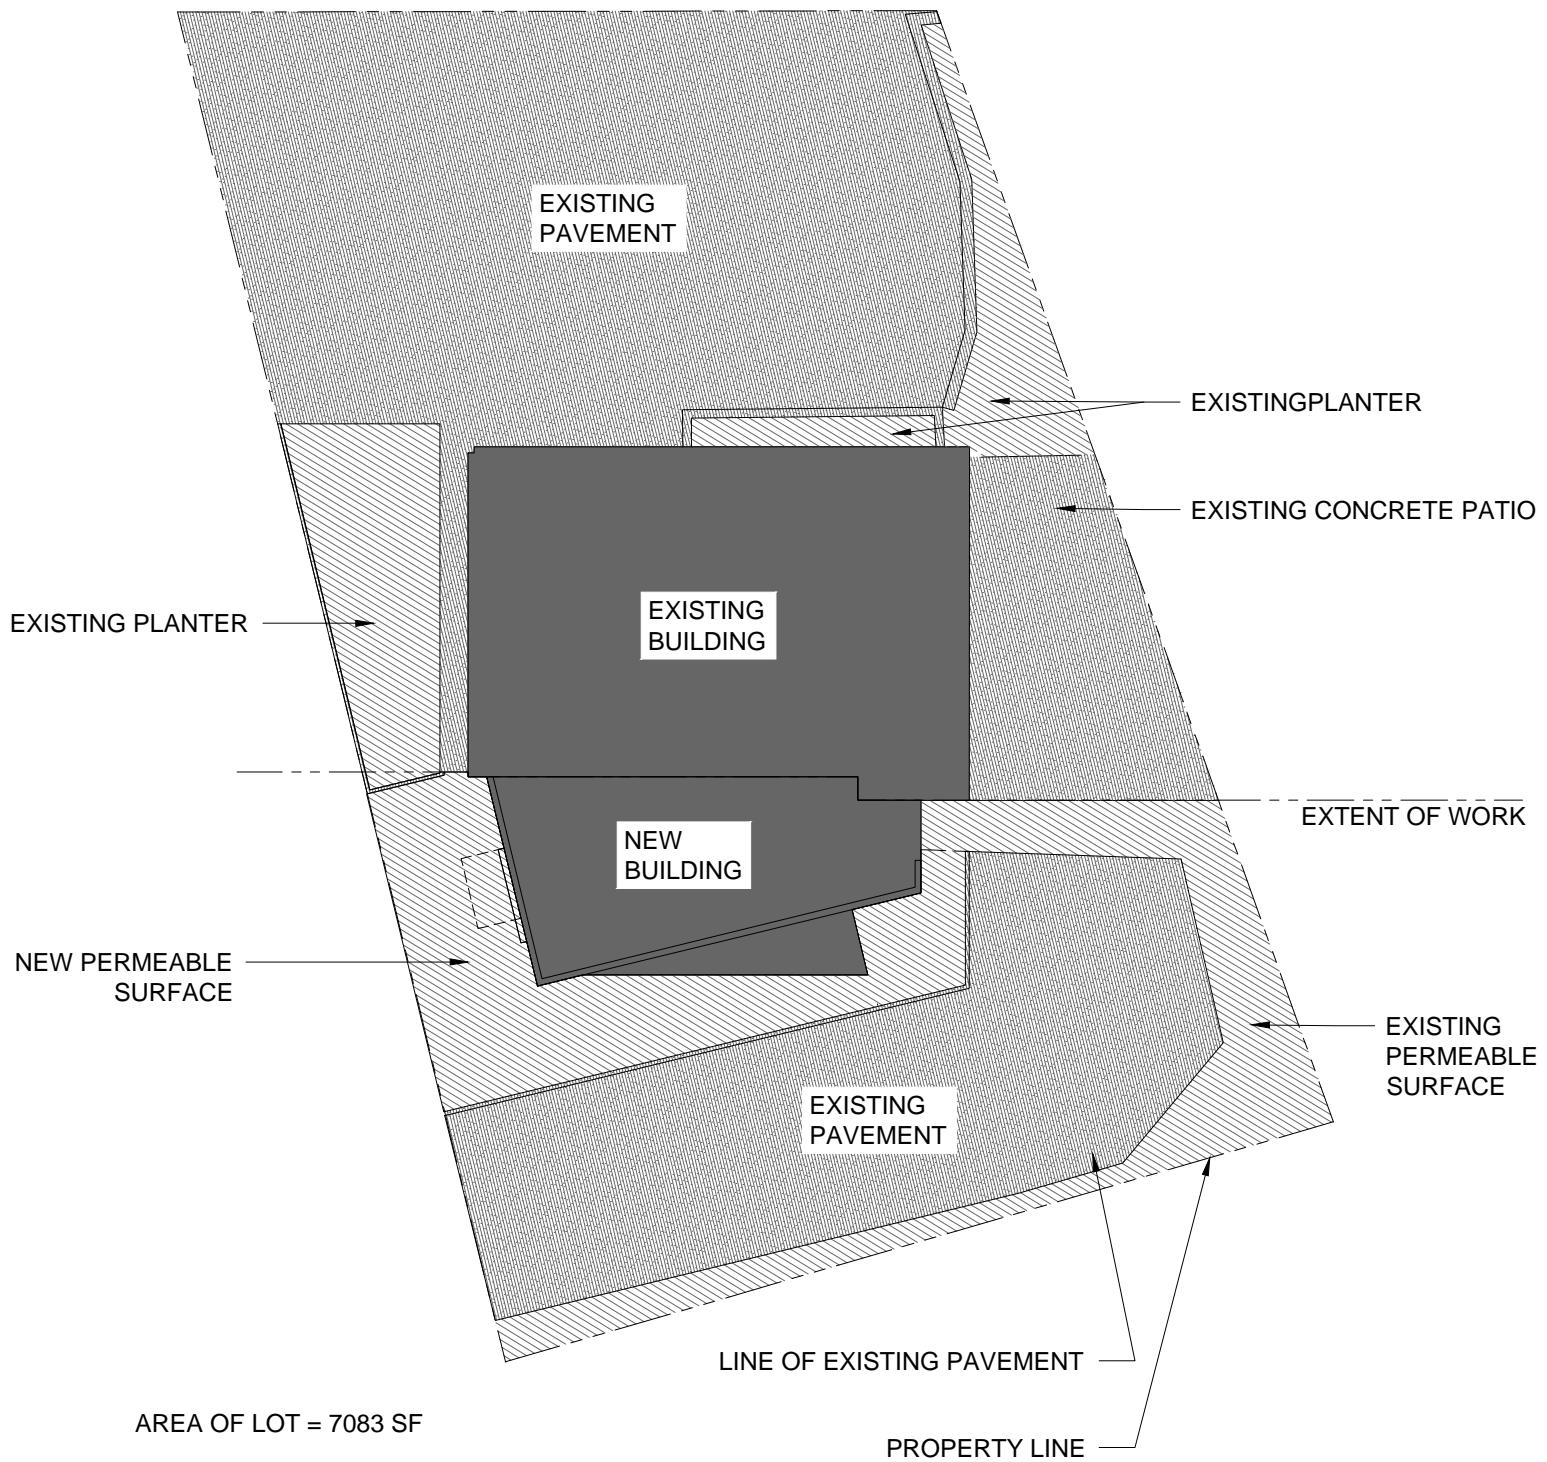 EXISTING
PAVEMENT
EXISTINGPLANTER
EXISTING CONCRETE PATIO
EXISTING PLANTER
EXISTING
BUILDING
EXTENT OF WORK
NEW
BUILDING
NEW PERMEABLE
SURFACE
EXISTING
PERMEABLE
SURFACE
EXISTING
PAVEMENT
LINE OF EXISTING PAVEMENT
AREA OF LOT = 7083 SF
PROPERTY LINE